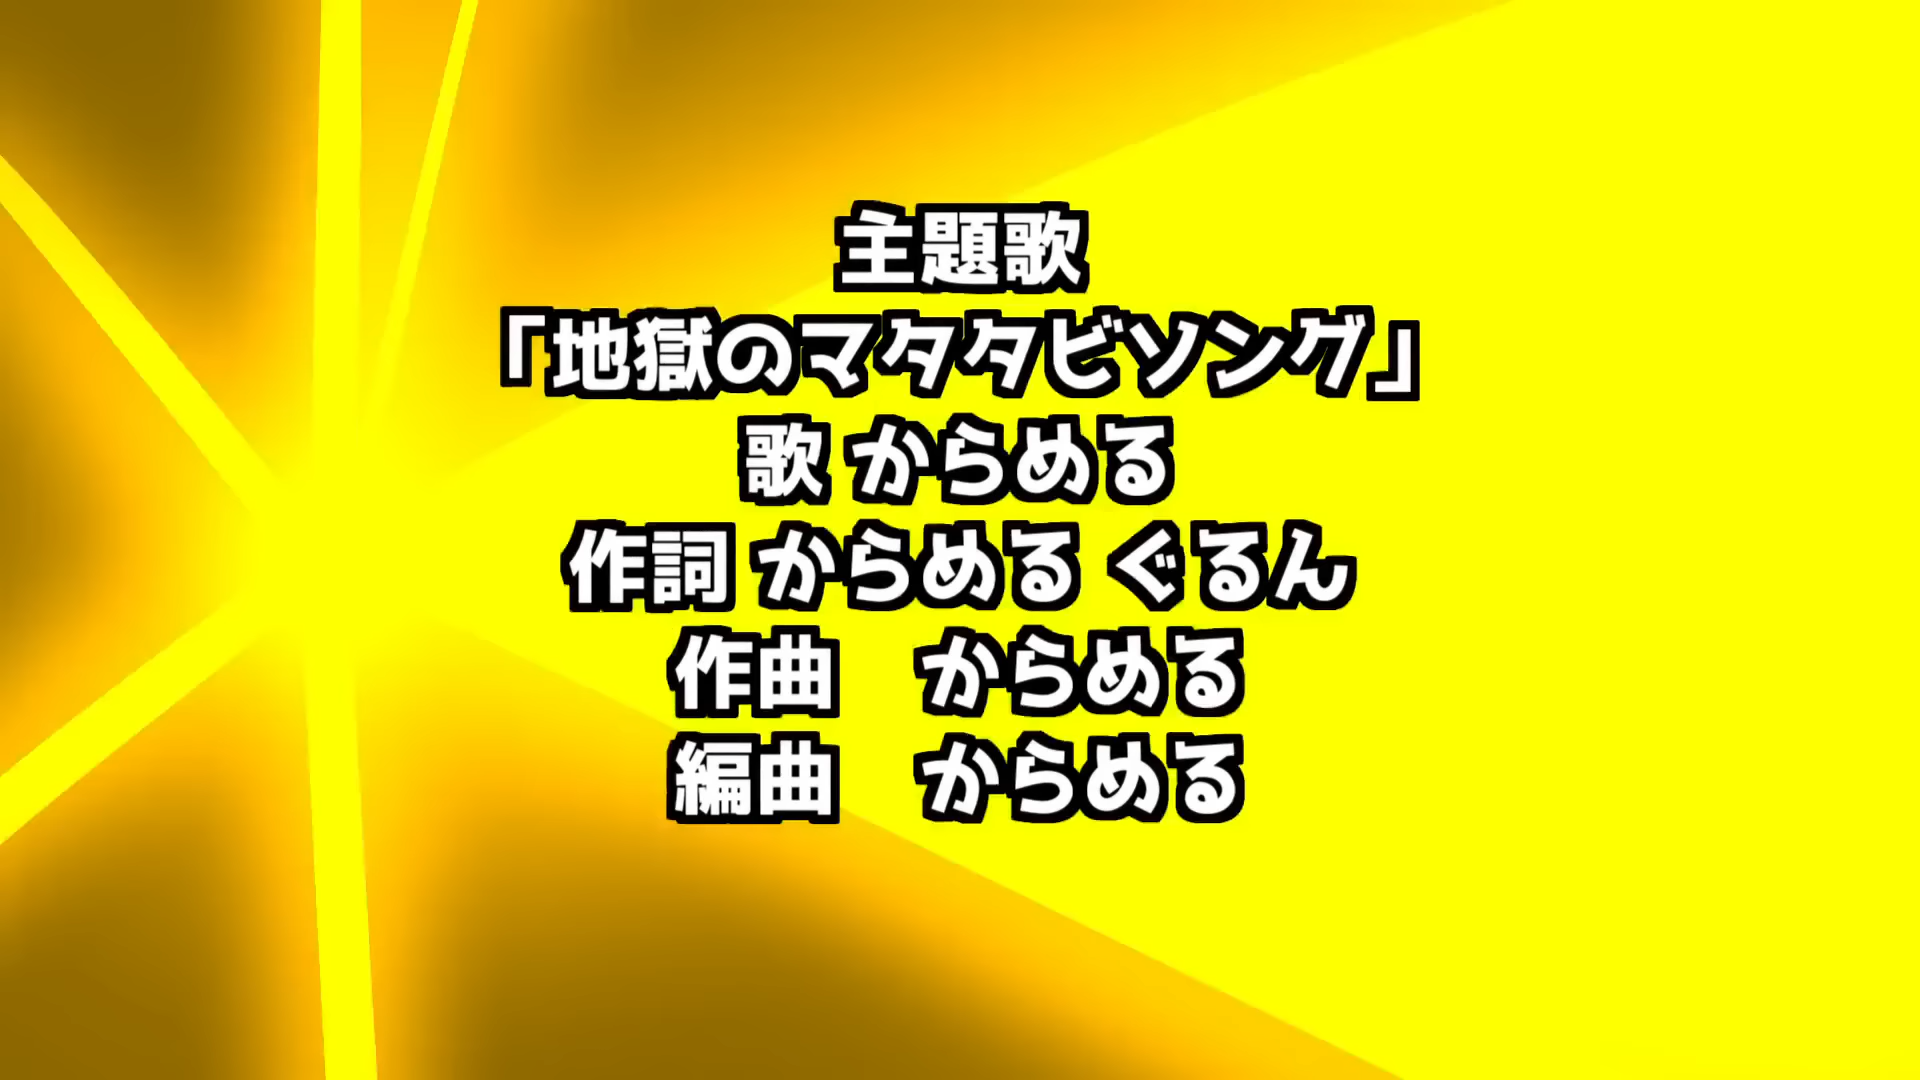 主題歌
「地獄のマタタビソング」
歌 からめる
作詞 からめる ぐるん
作曲　からめる
編曲　からめる